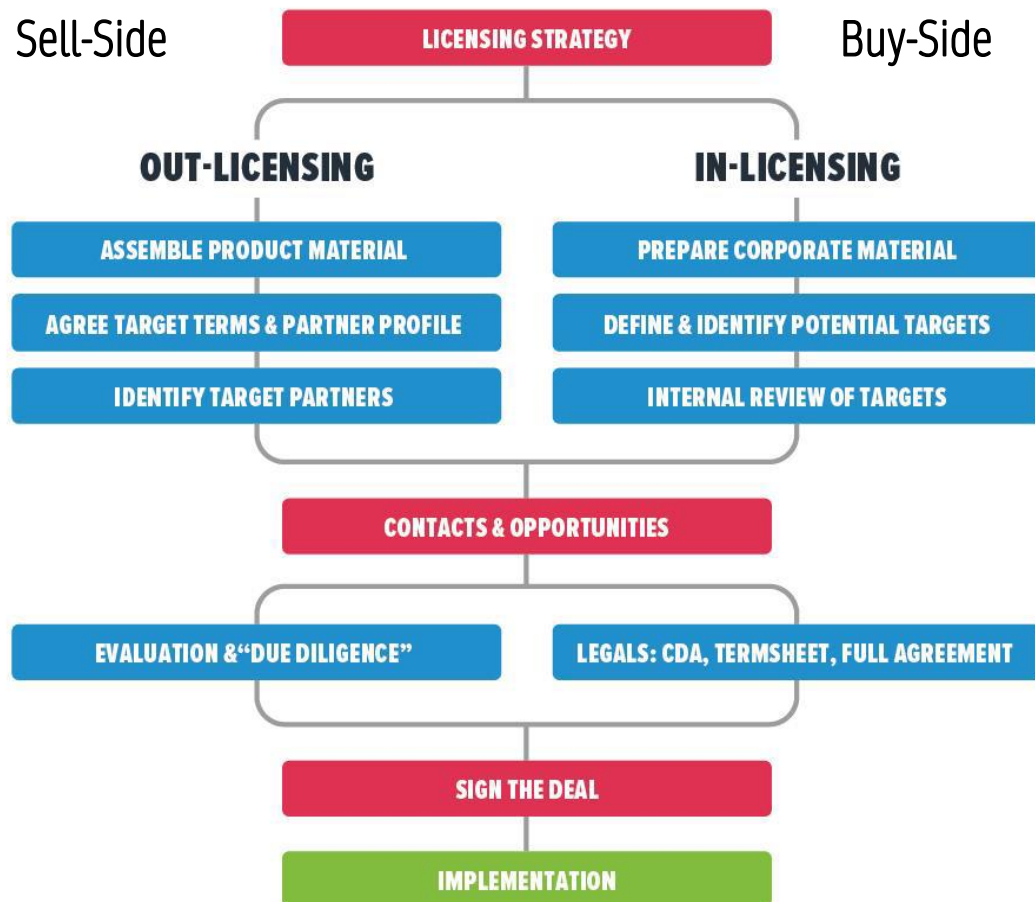 Sell-Side
LICENSING STRATEGY
Buy-Side
OUT-LICENSING
IN-LICENSING
ASSEMBLE PRODUCT MATERIAL
PREPARE CORPORATE MATERIAL
AGREE TARGET TERMS & PARTNER PROFILE
DEFINE & IDENTIFY POTENTIAL TARGETS
IDENTIFY TARGET PARTNERS
INTERNAL REVIEW OF TARGETS
CONTACTS & OPPORTUNITIES
EVALUATION &“DUE DILIGENCE”
LEGALS: CDA, TERMSHEET, FULL AGREEMENT
SIGN THE DEAL
IMPLEMENTATION